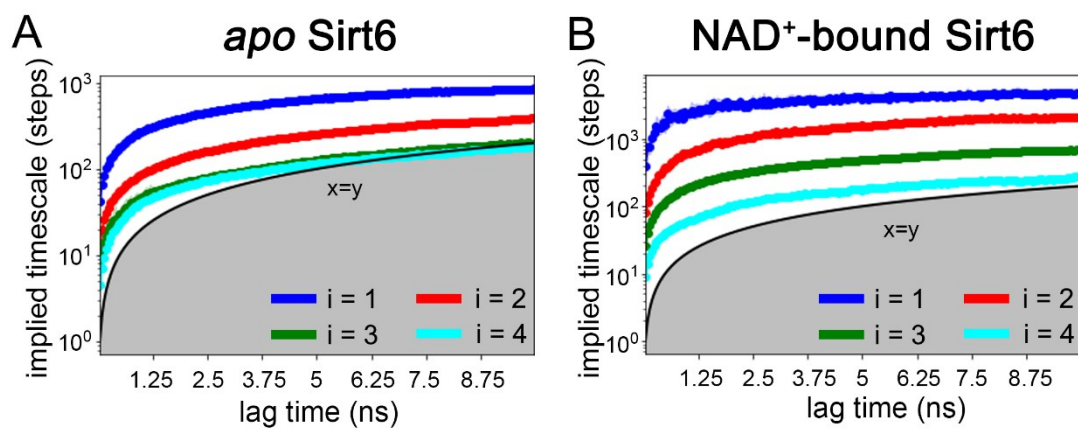 A apo Sirt6
implied timescale (steps)
10³
10²
10¹
10⁰
x=y
i = 1 i = 2
i = 3 i = 4
1.25 2.5 3.75 5 6.25 7.5 8.75
lag time (ns)
B NAD⁺-bound Sirt6
implied timescale (steps)
10³
10²
10¹
10⁰
x=y
i = 1 i = 2
i = 3 i = 4
1.25 2.5 3.75 5 6.25 7.5 8.75
lag time (ns)